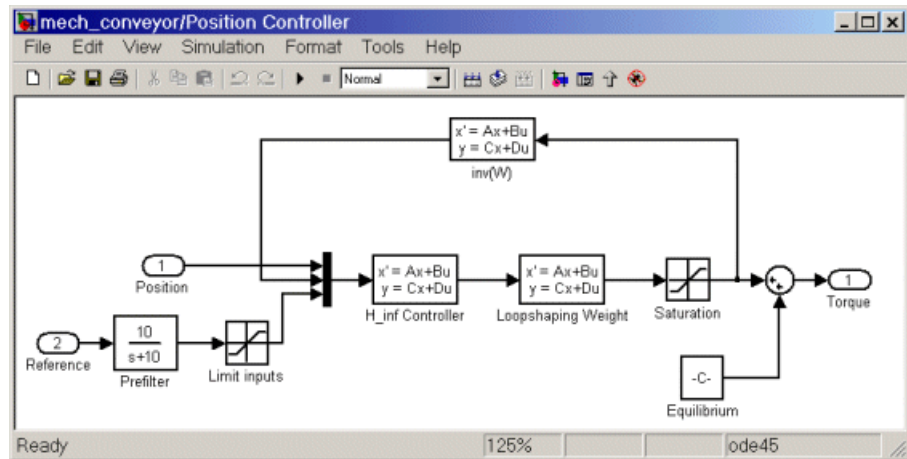 mech_conveyor/Position Controller
File Edit View Simulation Format Tools Help
Normal
x' = Ax+Bu
y = Cx+Du
inv(W)
1
Position
x' = Ax+Bu
y = Cx+Du
H_inf Controller
x' = Ax+Bu
y = Cx+Du
Loopshaping Weight
Saturation
1
Torque
2
Reference
10
s+10
Prefilter
Limit inputs
-C-
Equilibrium
Ready 125% ode45